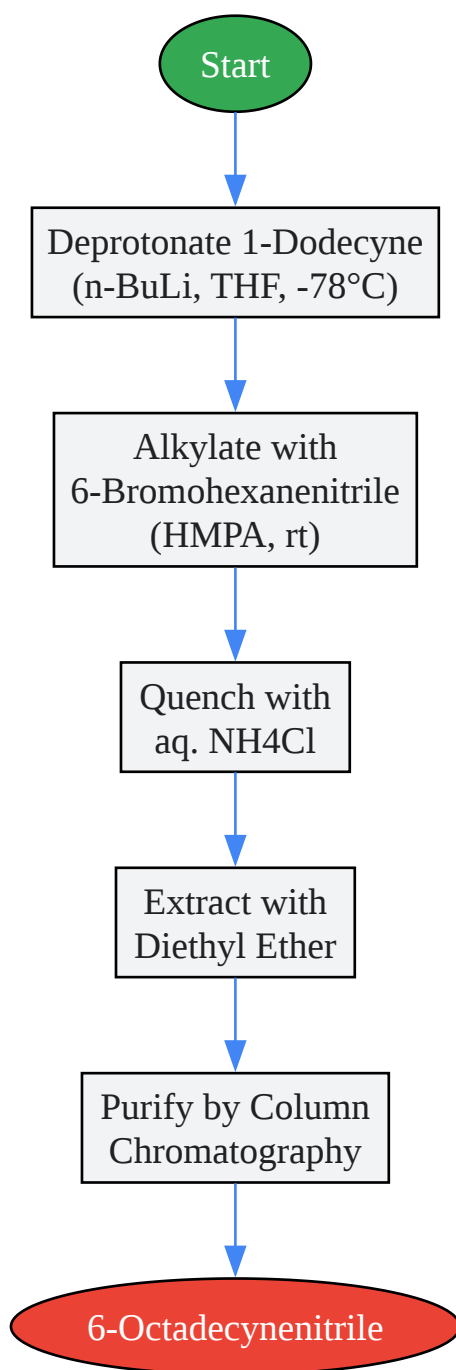 Start
Deprotonate 1-Dodecyne
(n-BuLi, THF, -78°C)
Alkylate with
6-Bromohexanenitrile
(HMPA, rt)
Quench with
aq. NH4Cl
Extract with
Diethyl Ether
Purify by Column
Chromatography
6-Octadecynenitrile